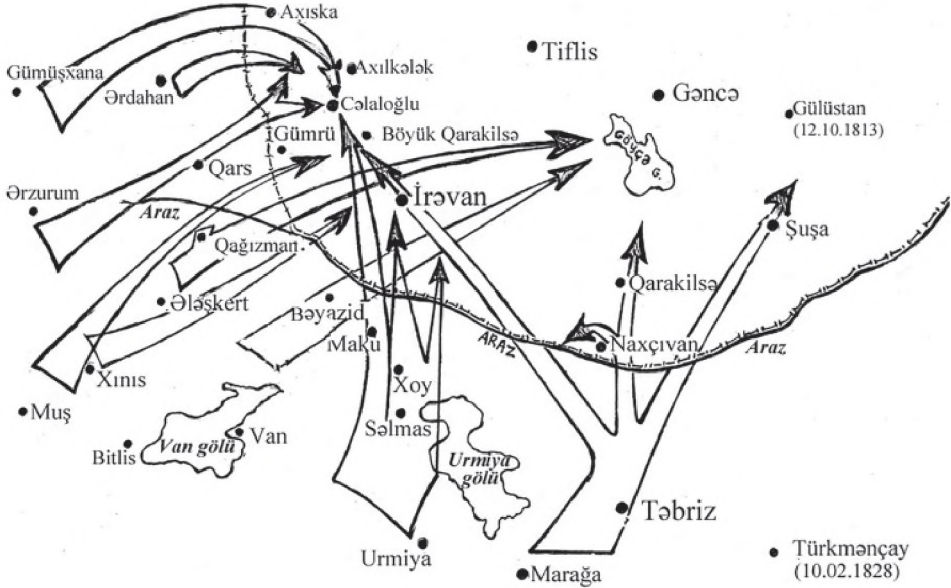 Axıska
Tiflis
Gümüşxana
Ərdahan
Axılkələk
Cəlaloğlu
Gəncə
Gülüstan
(12.10.1813)
Gümrü
Böyük Qarakilsə
GÖYÇƏ G.
Qars
Ərzurum
Araz
İrəvan
Şuşa
Qağızman
Qarakilsə
Ələşkert
Bəyazid
Maku
ARAZ
Naxçıvan
Araz
Xınıs
Xoy
Muş
Səlmas
Bitlis
Van gölü
Van
Urmiya
gölü
Təbriz
Urmiya
Marağa
Türkmənçay
(10.02.1828)